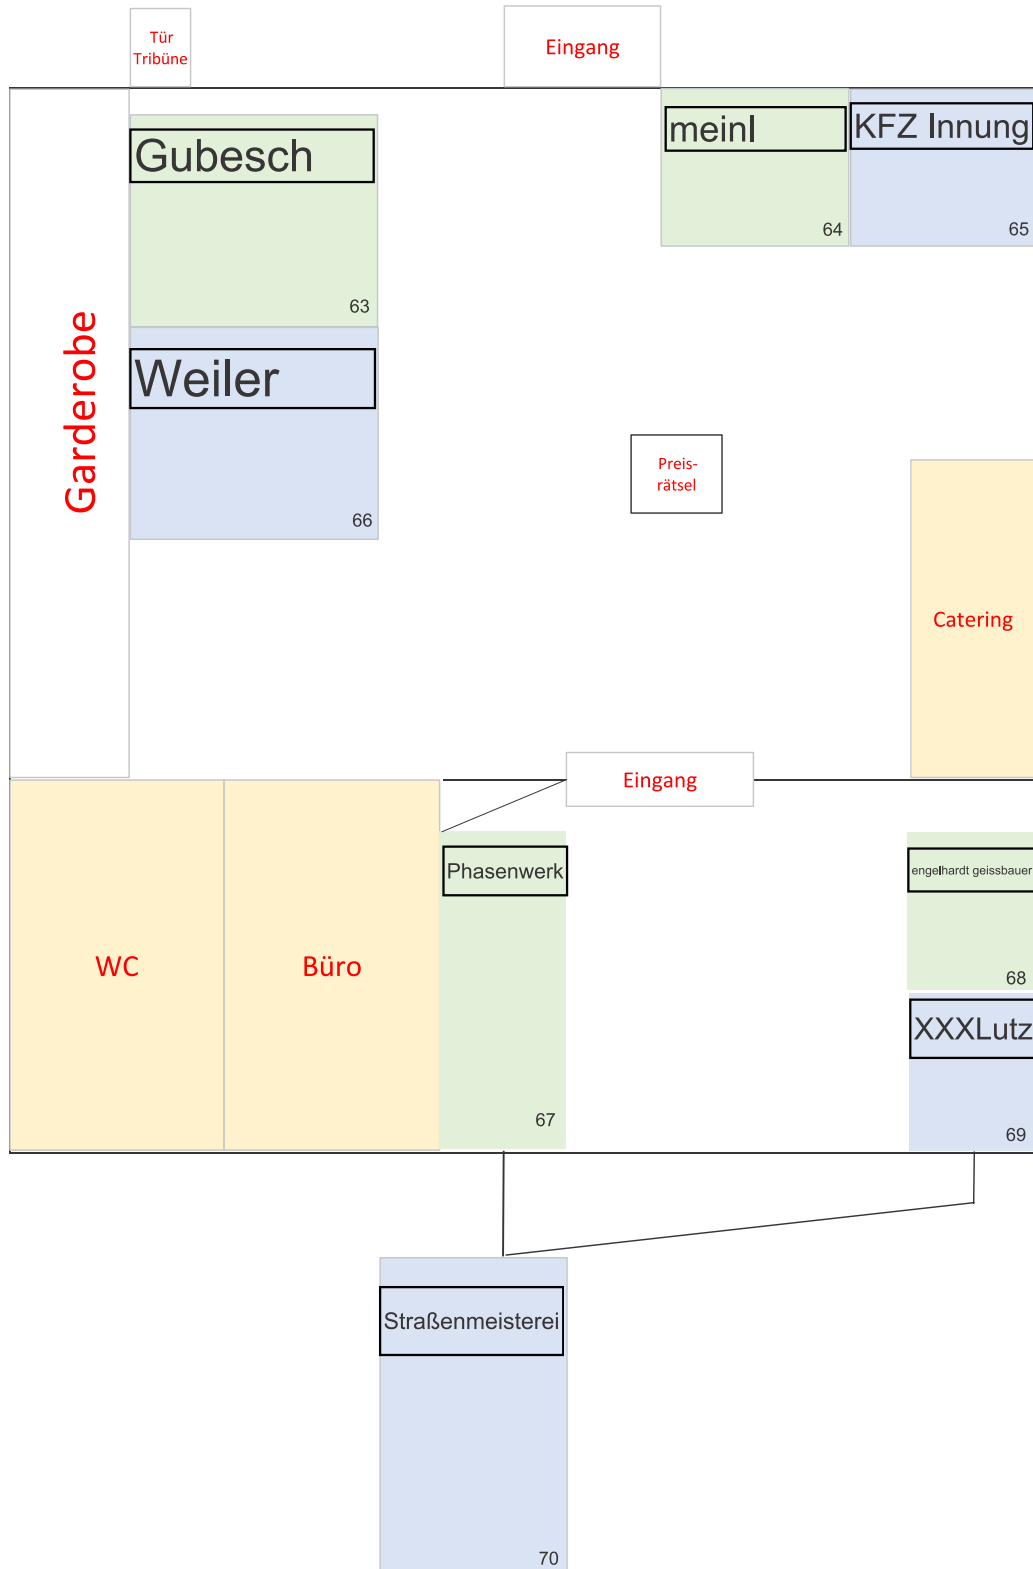 Tür
Tribüne
Eingang
Gubesch
63
meinl
64
KFZ Innung
65
Garderobe
Weiler
66
Preis-
rätsel
Catering
Eingang
WC
Büro
Phasenwerk
67
engelhardt geissbauer
68
XXXLutz
69
Straßenmeisterei
70